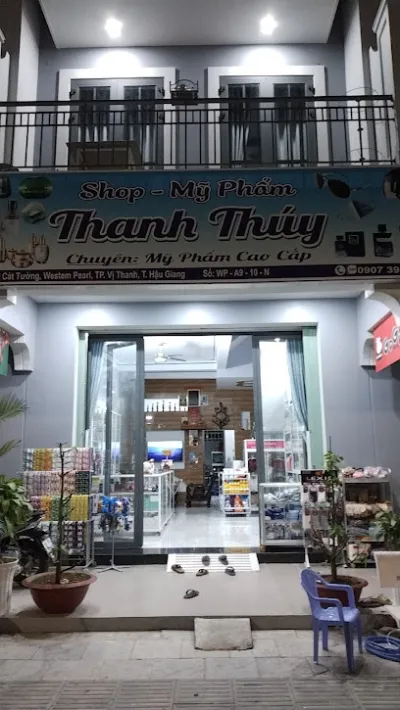 Shop - Mỹ Phẩm
Thanh Thúy
Chuyên: Mỹ Phẩm Cao Cấp
Cát Tường, Westem Pearl, TP. Vị Thanh, T. Hậu Giang Số: WP - A9 - 10 - N
0907 39